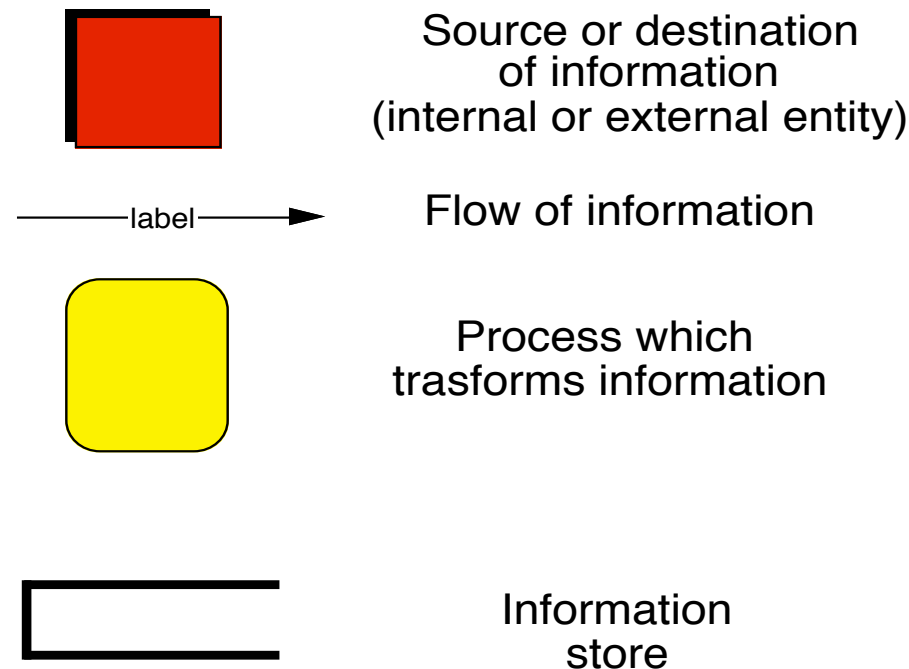 Source or destination
of information
(internal or external entity)
label
Flow of information
Process which
trasforms information
Information
store